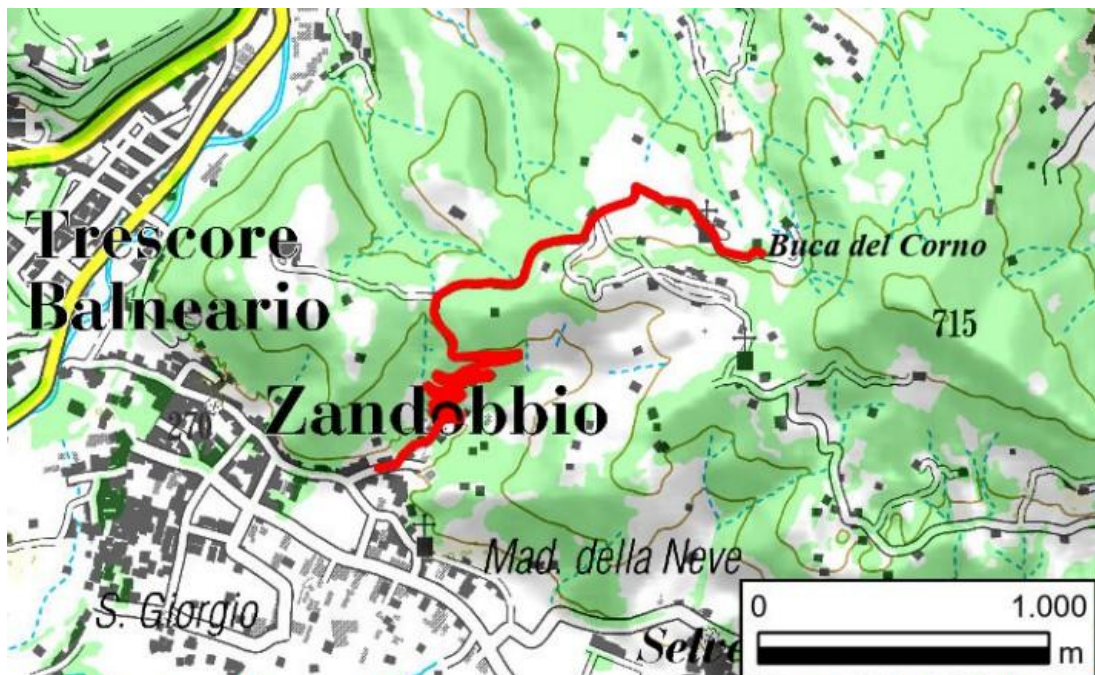 Trescore
Balneario
Buca del Corno
715
Zandobbio
270
Mad. della Neve
S. Giorgio
0 1.000
m